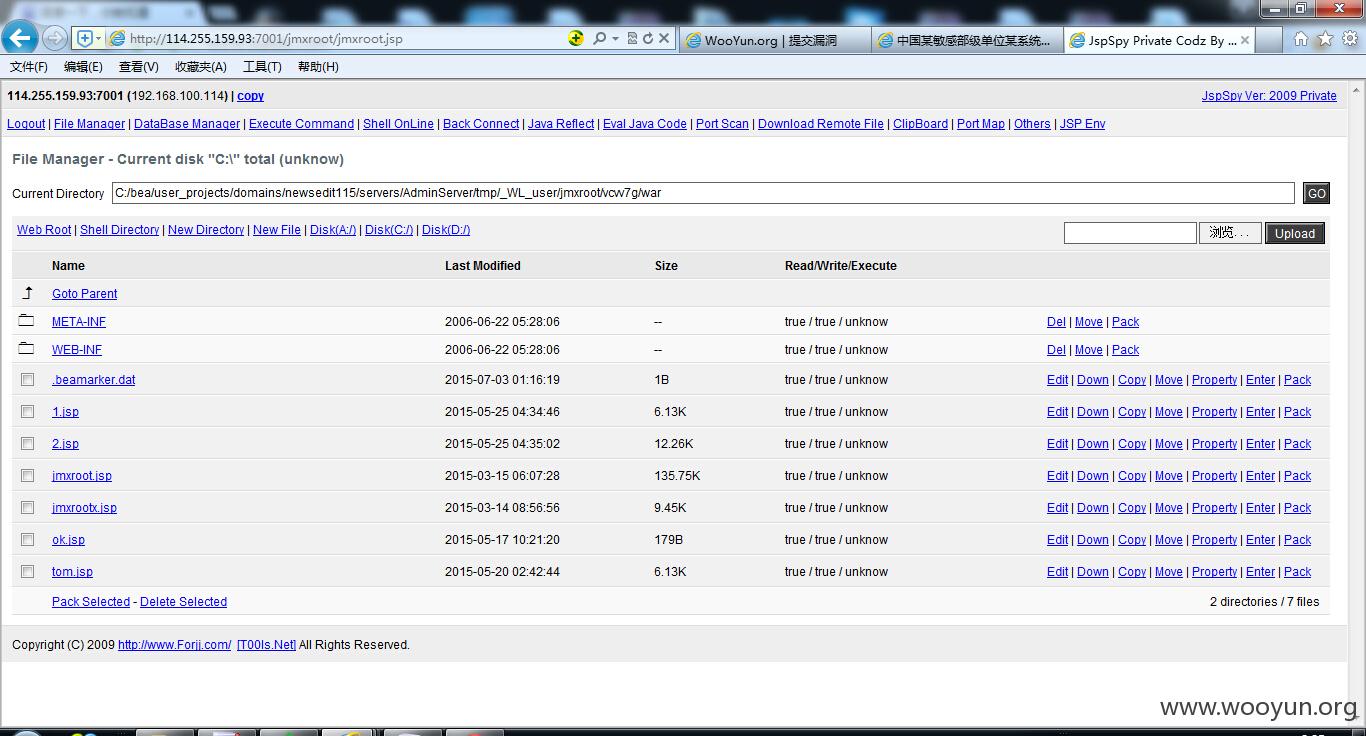 http://114.255.159.93:7001/jmxroot/jmxroot.jsp
WooYun.org | 提交漏洞
中国某敏感部级单位某系统...
JspSpy Private Codz By ...
文件(F) 编辑(E) 查看(V) 收藏夹(A) 工具(T) 帮助(H)
114.255.159.93:7001 (192.168.100.114) | copy
JspSpy Ver: 2009 Private
Logout | File Manager | DataBase Manager | Execute Command | Shell OnLine | Back Connect | Java Reflect | Eval Java Code | Port Scan | Download Remote File | ClipBoard | Port Map | Others | JSP Env
File Manager - Current disk "C:\" total (unknow)
Current Directory C:/bea/user_projects/domains/newsedit115/servers/AdminServer/tmp/_WL_user/jmxroot/vcw7g/war GO
Web Root | Shell Directory | New Directory | New File | Disk(A:/) | Disk(C:/) | Disk(D:/) 浏览... Upload
Name Last Modified Size Read/Write/Execute
Goto Parent
META-INF 2006-06-22 05:28:06 -- true / true / unknow Del | Move | Pack
WEB-INF 2006-06-22 05:28:06 -- true / true / unknow Del | Move | Pack
.beamarker.dat 2015-07-03 01:16:19 1B true / true / unknow Edit | Down | Copy | Move | Property | Enter | Pack
1.jsp 2015-05-25 04:34:46 6.13K true / true / unknow Edit | Down | Copy | Move | Property | Enter | Pack
2.jsp 2015-05-25 04:35:02 12.26K true / true / unknow Edit | Down | Copy | Move | Property | Enter | Pack
jmxroot.jsp 2015-03-15 06:07:28 135.75K true / true / unknow Edit | Down | Copy | Move | Property | Enter | Pack
jmxrootx.jsp 2015-03-14 08:56:56 9.45K true / true / unknow Edit | Down | Copy | Move | Property | Enter | Pack
ok.jsp 2015-05-17 10:21:20 179B true / true / unknow Edit | Down | Copy | Move | Property | Enter | Pack
tom.jsp 2015-05-20 02:42:44 6.13K true / true / unknow Edit | Down | Copy | Move | Property | Enter | Pack
Pack Selected - Delete Selected 2 directories / 7 files
Copyright (C) 2009 http://www.Forjj.com/ [T00ls.Net] All Rights Reserved.
www.wooyun.org